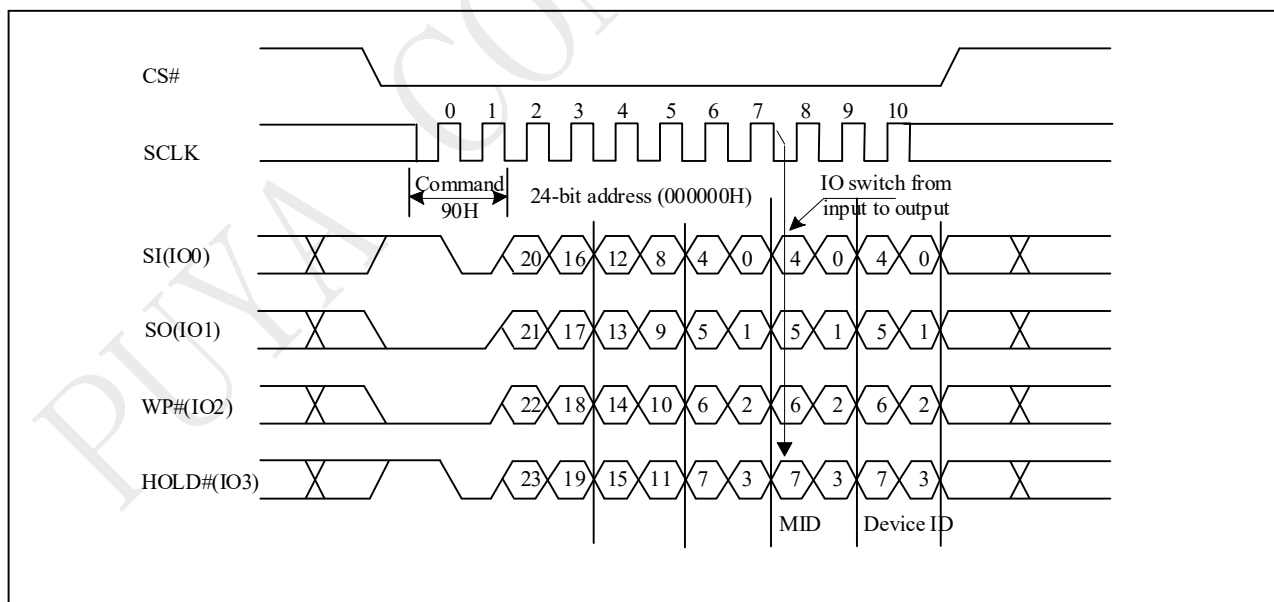 CS#
0 1 2 3 4 5 6 7 8 9 10
SCLK
Command
90H
24-bit address (000000H)
IO switch from
input to output
SI(IO0)
20 16 12 8 4 0 4 0 4 0
SO(IO1)
21 17 13 9 5 1 5 1 5 1
WP#(IO2)
22 18 14 10 6 2 6 2 6 2
HOLD#(IO3)
23 19 15 11 7 3 7 3 7 3
MID Device ID
PUYA CON